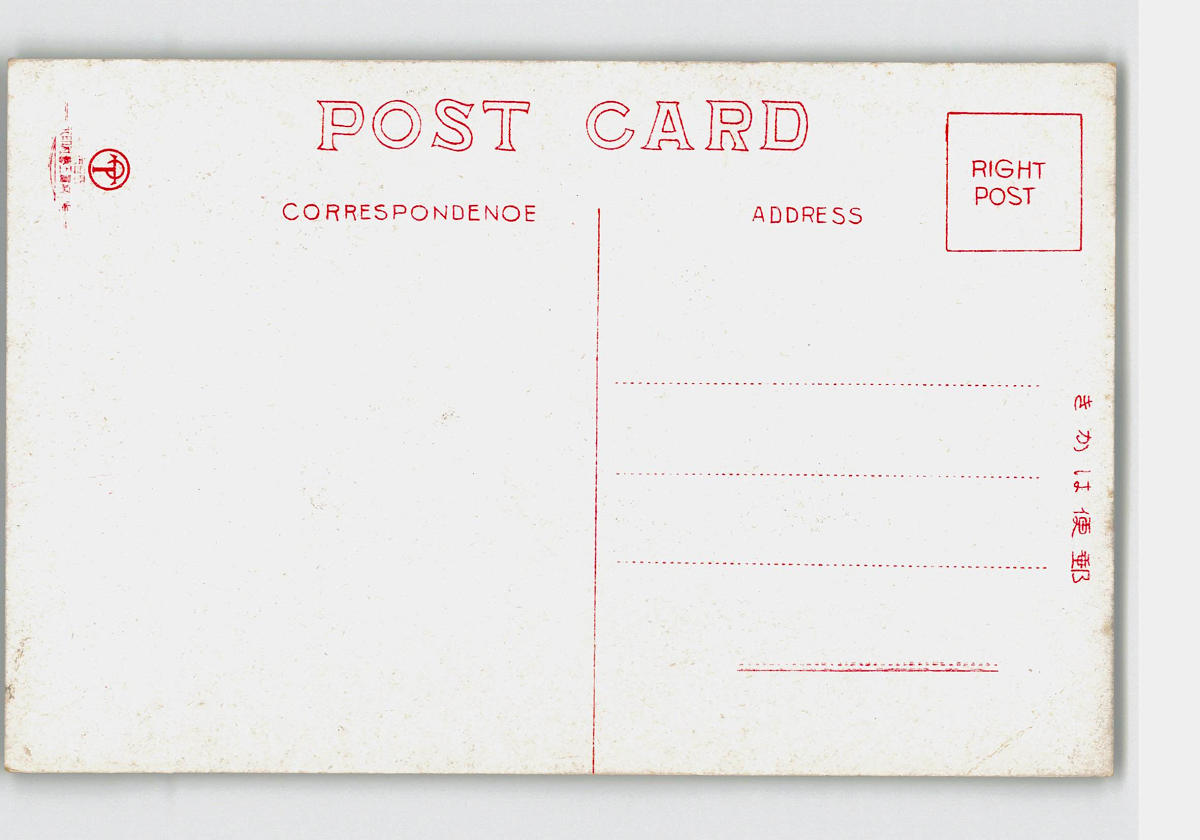 POST CARD
CORRESPONDENOE
ADDRESS
RIGHT
POST
きかは便郵